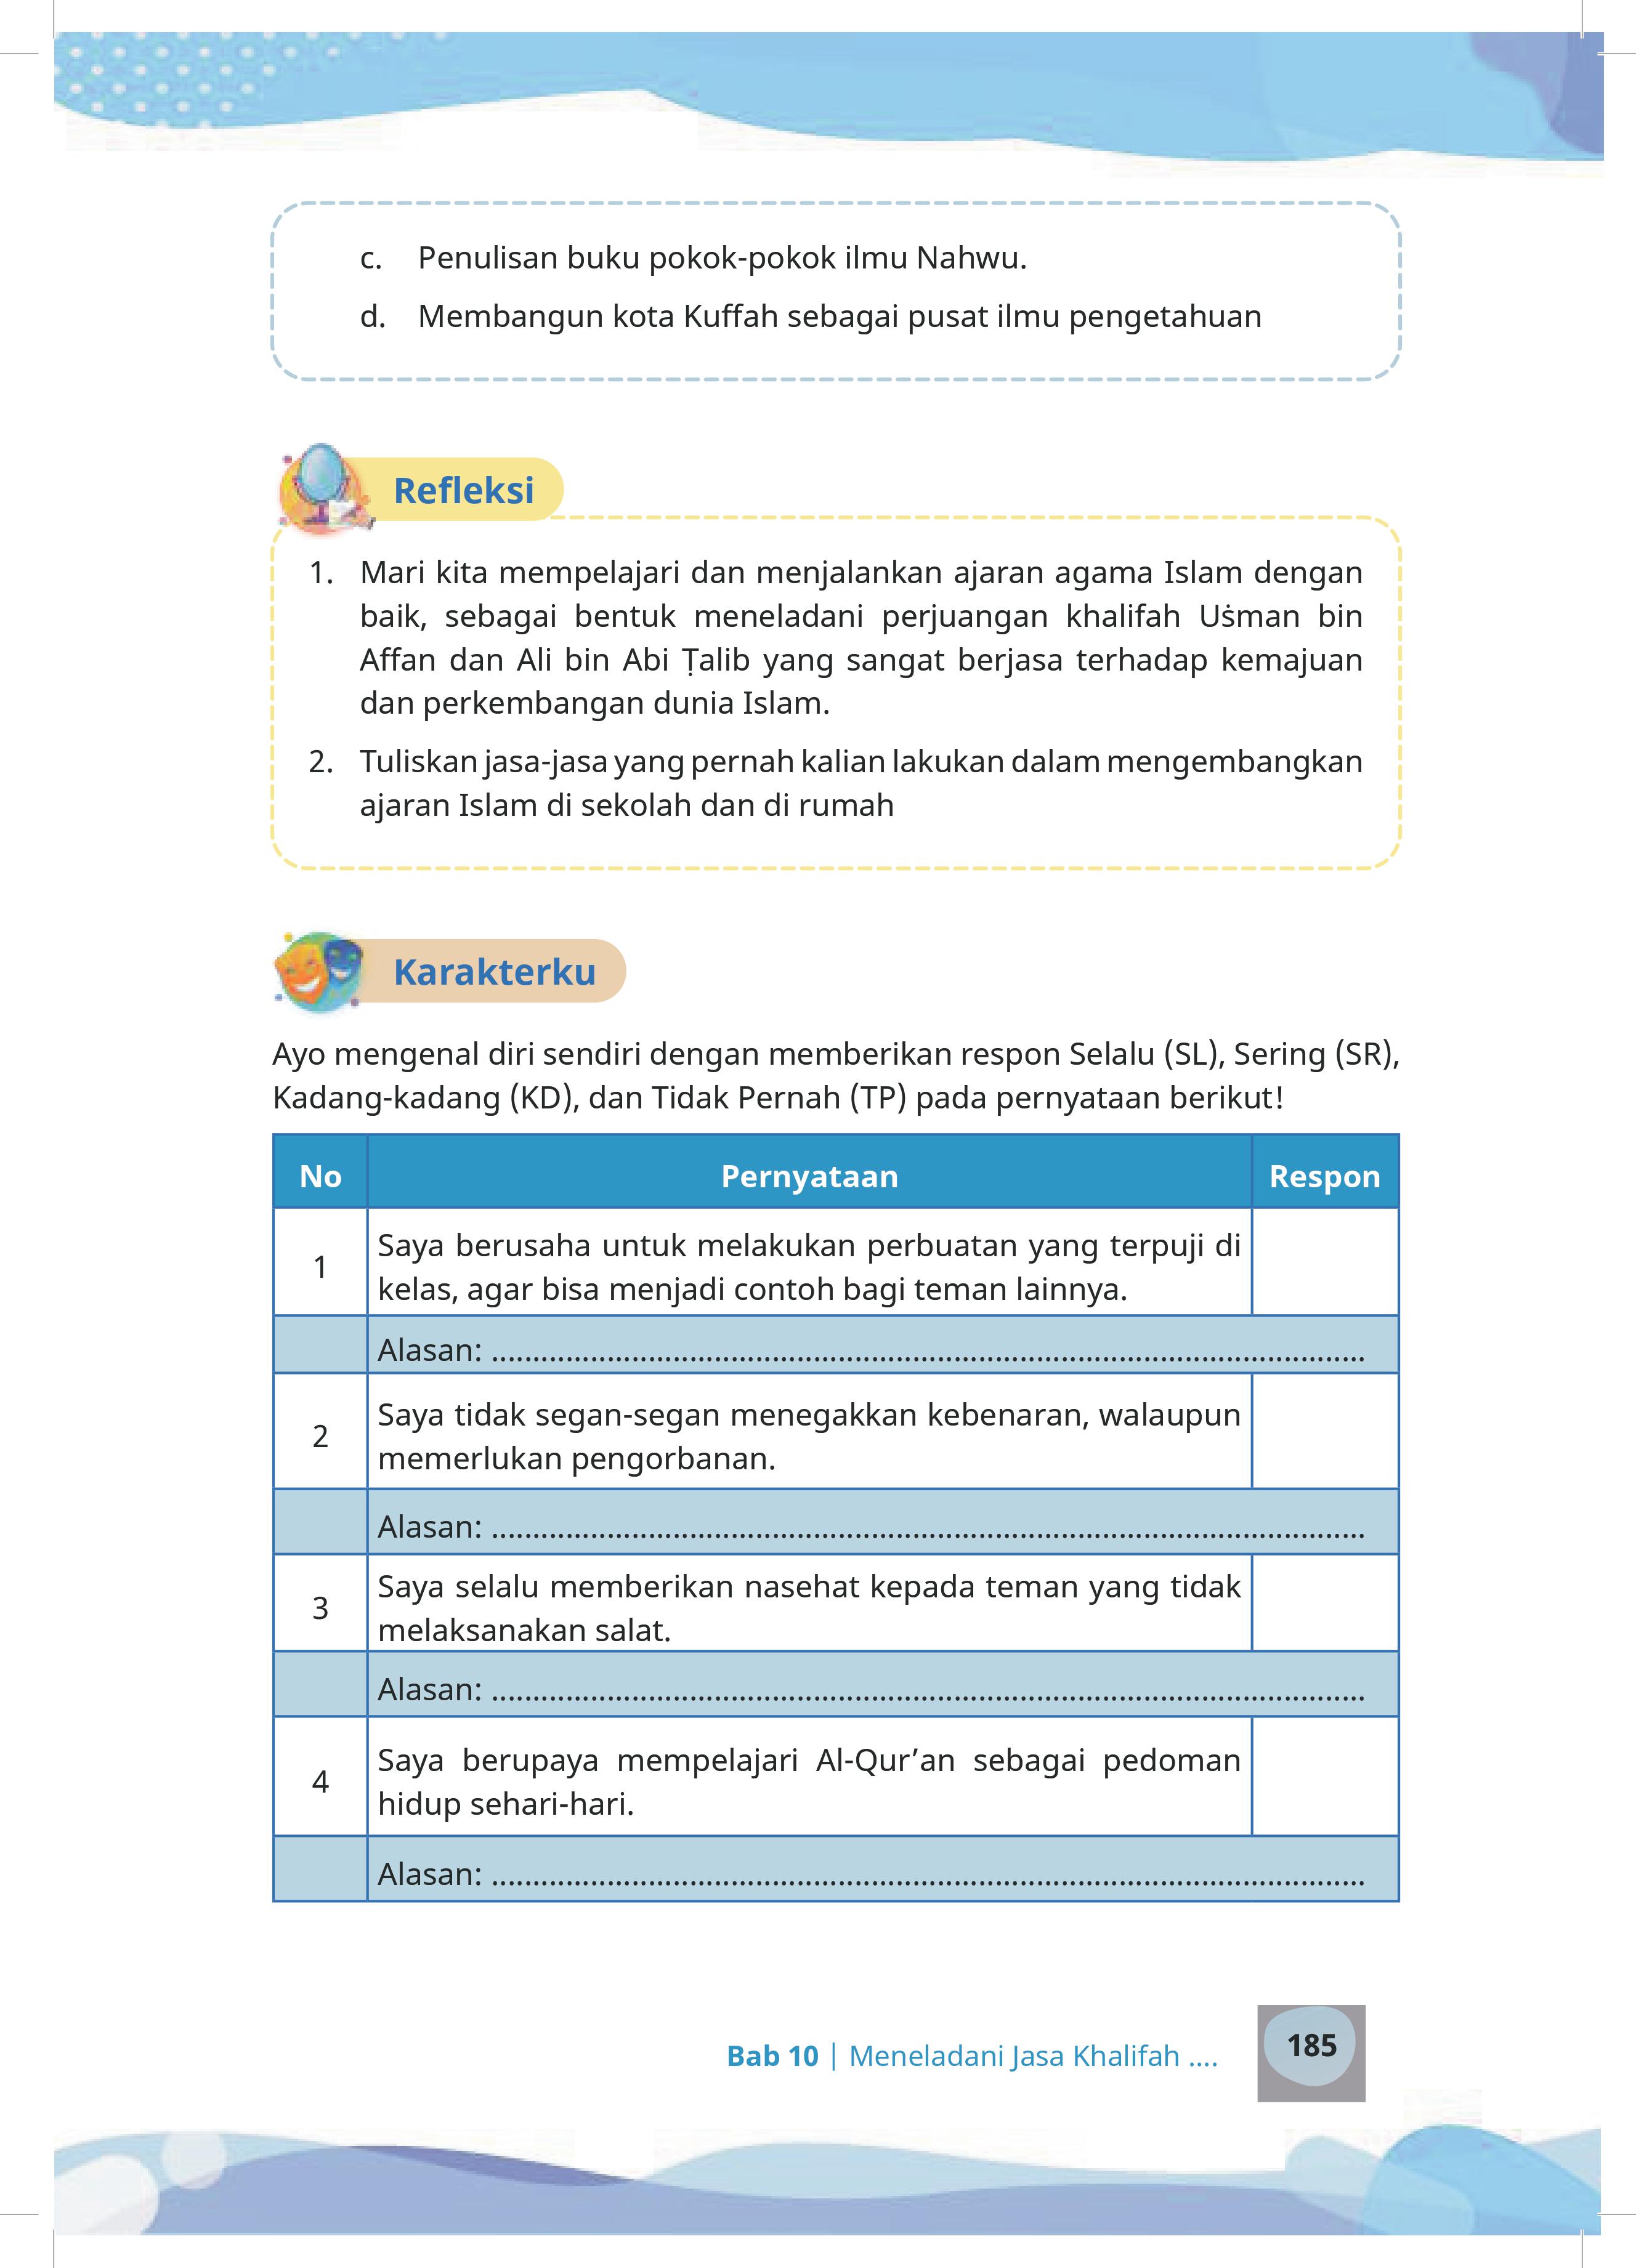 c. Penulisan buku pokok-pokok ilmu Nahwu.
d. Membangun kota Kuffah sebagai pusat ilmu pengetahuan
Refleksi
1. Mari kita mempelajari dan menjalankan ajaran agama Islam dengan
baik, sebagai bentuk meneladani perjuangan khalifah Uṡman bin
Affan dan Ali bin Abi Ṭalib yang sangat berjasa terhadap kemajuan
dan perkembangan dunia Islam.
2. Tuliskan jasa-jasa yang pernah kalian lakukan dalam mengembangkan
ajaran Islam di sekolah dan di rumah
Karakterku
Ayo mengenal diri sendiri dengan memberikan respon Selalu (SL), Sering (SR),
Kadang-kadang (KD), dan Tidak Pernah (TP) pada pernyataan berikut!
No Pernyataan Respon
1 Saya berusaha untuk melakukan perbuatan yang terpuji di
kelas, agar bisa menjadi contoh bagi teman lainnya.
Alasan: ..........................................................................................................
2 Saya tidak segan-segan menegakkan kebenaran, walaupun
memerlukan pengorbanan.
Alasan: ..........................................................................................................
3 Saya selalu memberikan nasehat kepada teman yang tidak
melaksanakan salat.
Alasan: ..........................................................................................................
4 Saya berupaya mempelajari Al-Qur’an sebagai pedoman
hidup sehari-hari.
Alasan: ..........................................................................................................
Bab 10 | Meneladani Jasa Khalifah .... 185